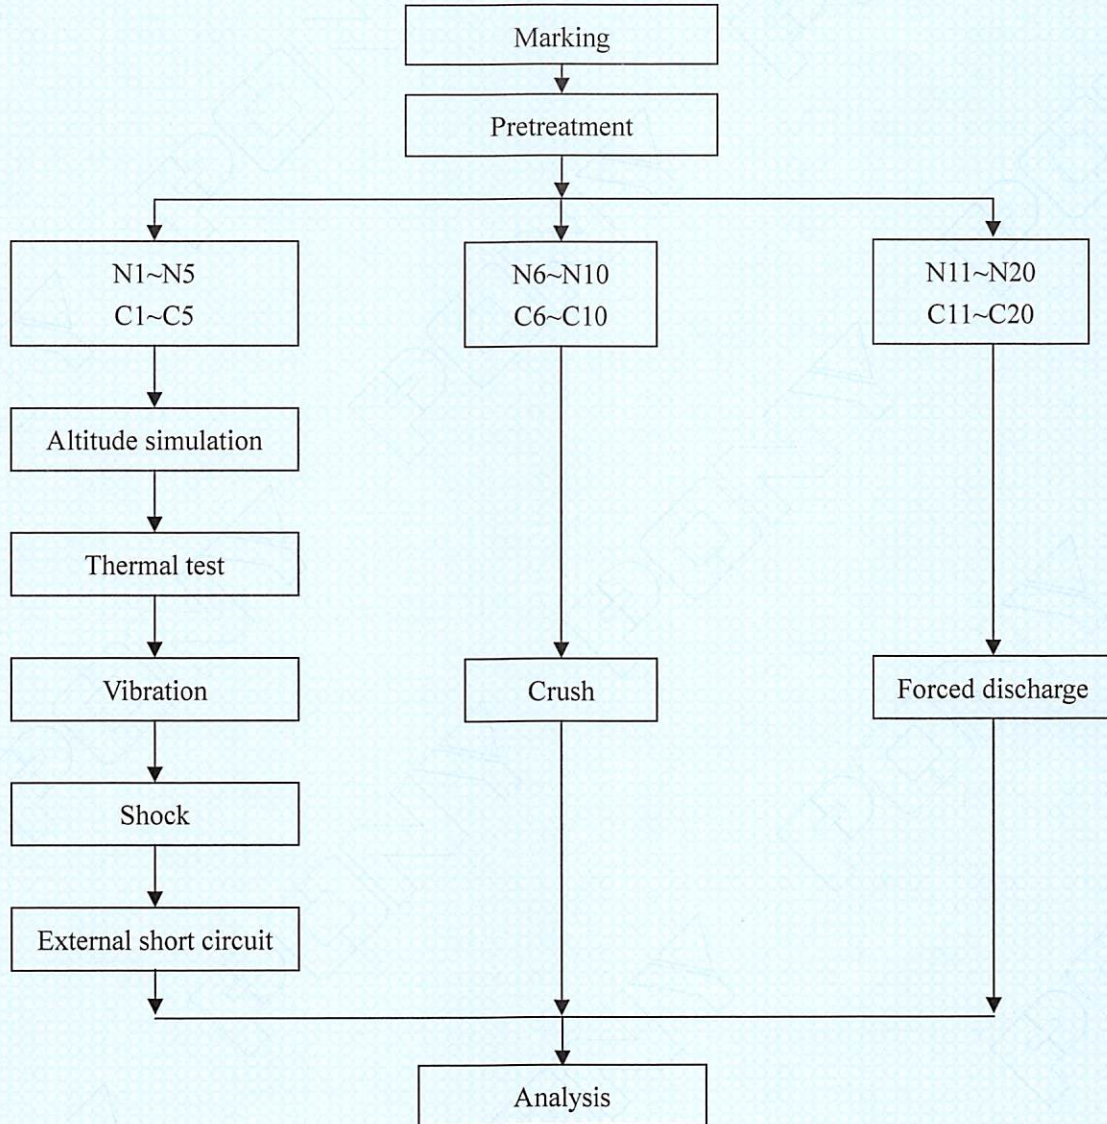 Marking
Pretreatment
N1~N5
C1~C5
N6~N10
C6~C10
N11~N20
C11~C20
Altitude simulation
Thermal test
Vibration
Crush
Forced discharge
Shock
External short circuit
Analysis